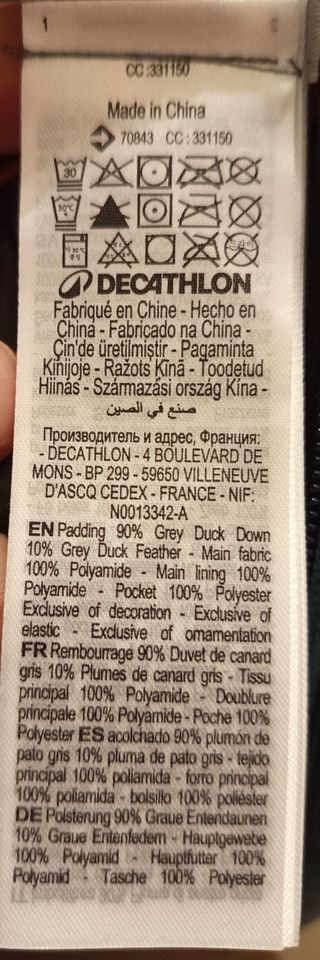 1
CC :331150
Made in China
70843 CC : 331150
30
DECATHLON
Fabriqué en Chine - Hecho en
China - Fabricado na China -
Çin'de üretilmiştir - Pagaminta
Kinijoje - Ražots Ķīnā - Toodetud
Hiinas - Származási ország Kína -
صنع في الصين
Производитель и адрес, Франция:
- DECATHLON - 4 BOULEVARD DE
MONS - BP 299 - 59650 VILLENEUVE
D'ASCQ CEDEX - FRANCE - NIF:
N0013342-A
EN Padding 90% Grey Duck Down
10% Grey Duck Feather - Main fabric
100% Polyamide - Main lining 100%
Polyamide - Pocket 100% Polyester
Exclusive of decoration - Exclusive of
elastic - Exclusive of ornamentation
FR Rembourrage 90% Duvet de canard
gris 10% Plumes de canard gris - Tissu
principal 100% Polyamide - Doublure
principale 100% Polyamide - Poche 100%
Polyester ES acolchado 90% plumón de
pato gris 10% pluma de pato gris - tejido
principal 100% poliamida - forro principal
100% poliamida - bolsillo 100% poliéster
DE Polsterung 90% Graue Entendaunen
10% Graue Entenfedern - Hauptgewebe
100% Polyamid - Hauptfutter 100%
Polyamid - Tasche 100% Polyester